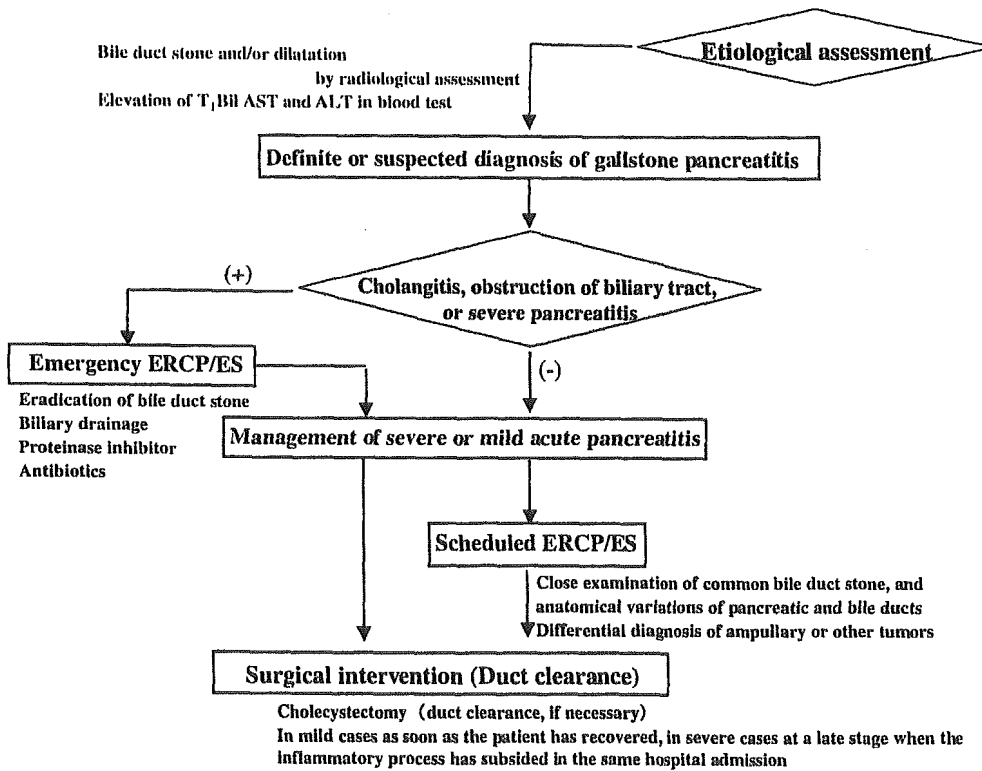 Etiological assessment
Bile duct stone and/or dilatation
by radiological assessment
Elevation of T₁Bil AST and ALT in blood test
Definite or suspected diagnosis of gallstone pancreatitis
(+)
Cholangitis, obstruction of biliary tract,
or severe pancreatitis
(-)
Emergency ERCP/ES
Eradication of bile duct stone
Biliary drainage
Proteinase inhibitor
Antibiotics
Management of severe or mild acute pancreatitis
Scheduled ERCP/ES
Close examination of common bile duct stone, and
anatomical variations of pancreatic and bile ducts
Differential diagnosis of ampullary or other tumors
Surgical intervention (Duct clearance)
Cholecystectomy (duct clearance, if necessary)
In mild cases as soon as the patient has recovered, in severe cases at a late stage when the
inflammatory process has subsided in the same hospital admission